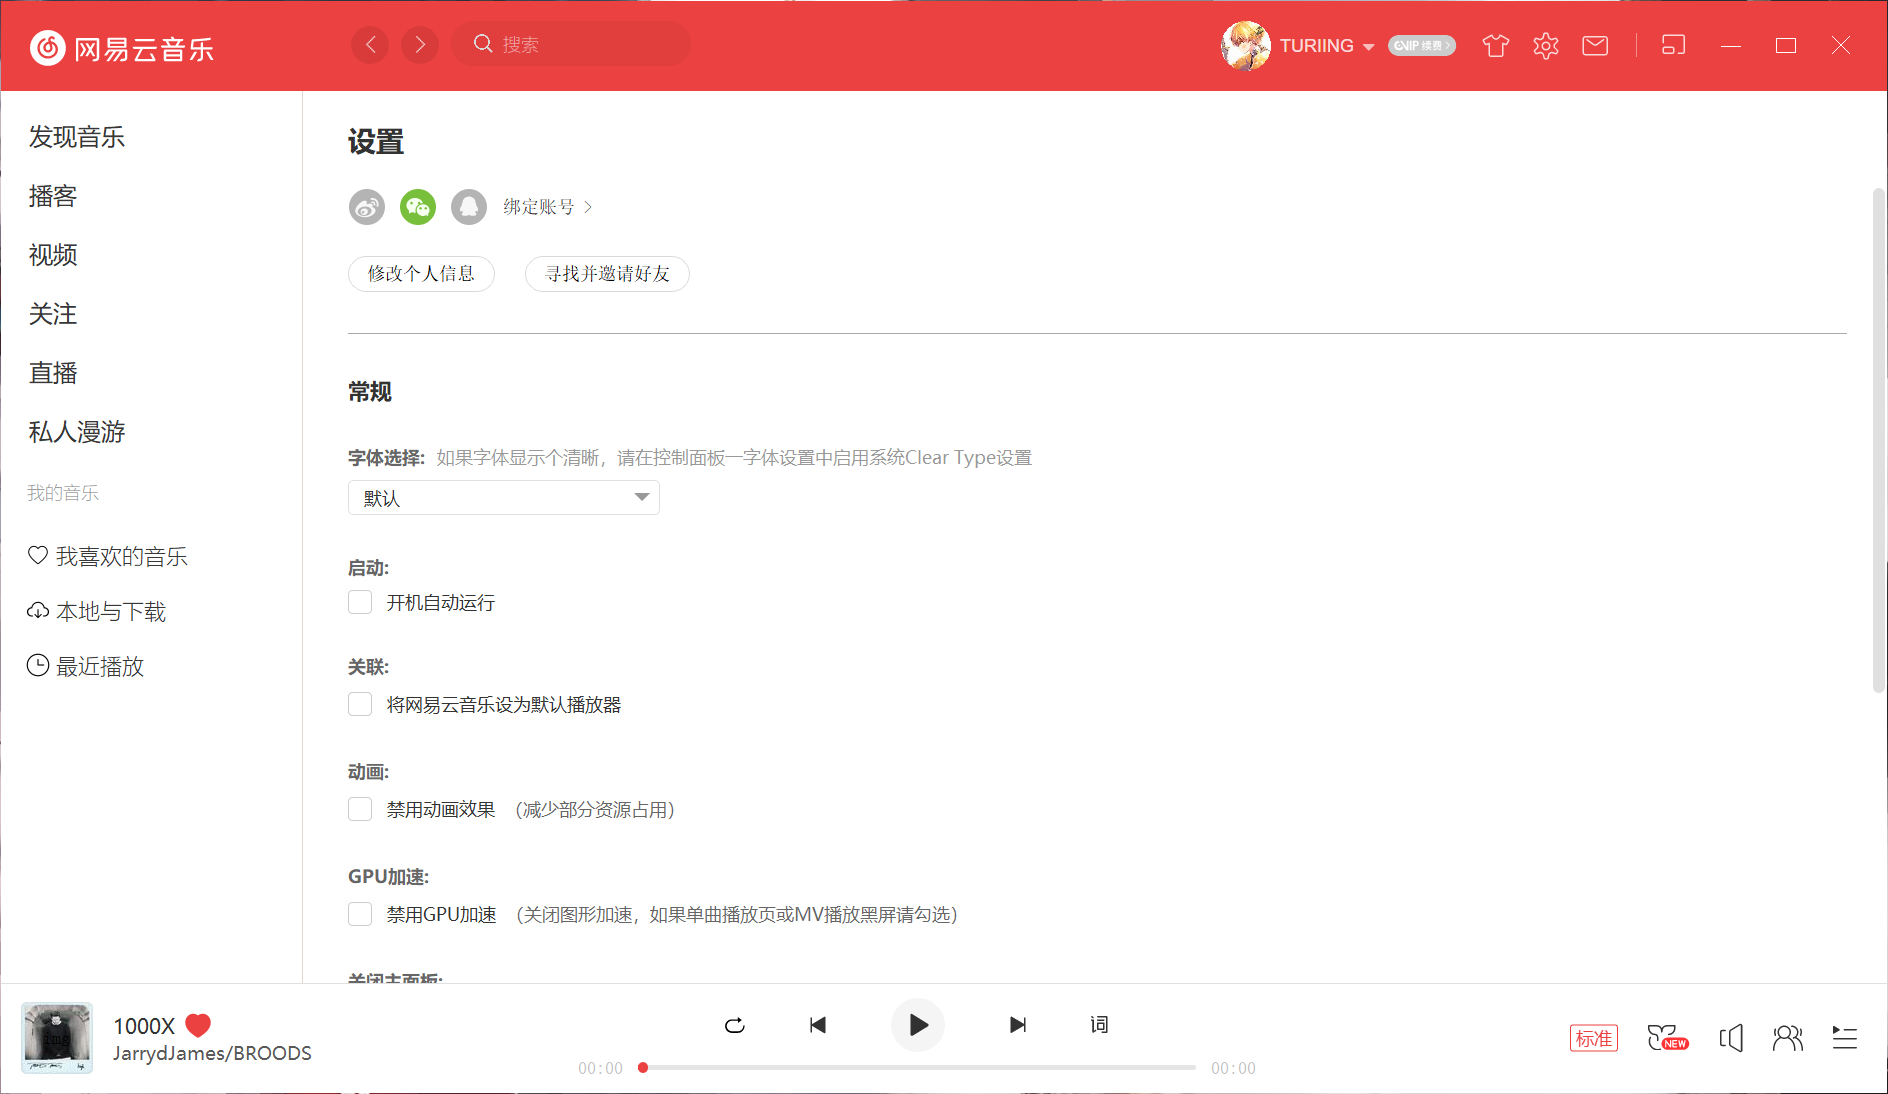 网易云音乐
搜索
TURIING
VIP 续费
发现音乐
播客
视频
关注
直播
私人漫游
我的音乐
我喜欢的音乐
本地与下载
最近播放
设置
绑定账号
修改个人信息
寻找并邀请好友
常规
字体选择: 如果字体显示个清晰，请在控制面板一字体设置中启用系统Clear Type设置
默认
启动:
开机自动运行
关联:
将网易云音乐设为默认播放器
动画:
禁用动画效果 （减少部分资源占用）
GPU加速:
禁用GPU加速 （关闭图形加速，如果单曲播放页或MV播放黑屏请勾选）
关闭主面板:
1000X
JarrydJames/BROODS
词
00:00
00:00
标准
NEW